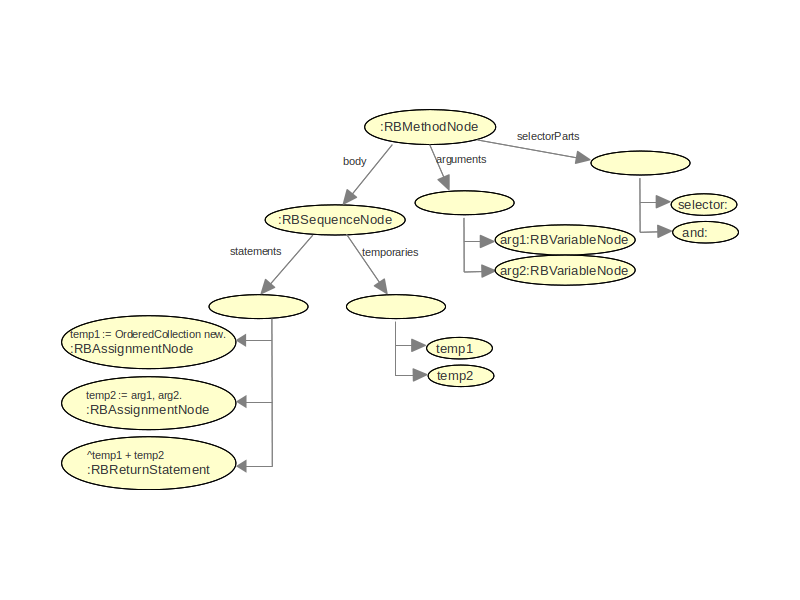 :RBMethodNode
selectorParts
body
arguments
selector:
:RBSequenceNode
and:
arg1:RBVariableNode
statements
temporaries
arg2:RBVariableNode
temp1 := OrderedCollection new.
:RBAssignmentNode
temp1
temp2
temp2 := arg1, arg2.
:RBAssignmentNode
^temp1 + temp2
:RBReturnStatement